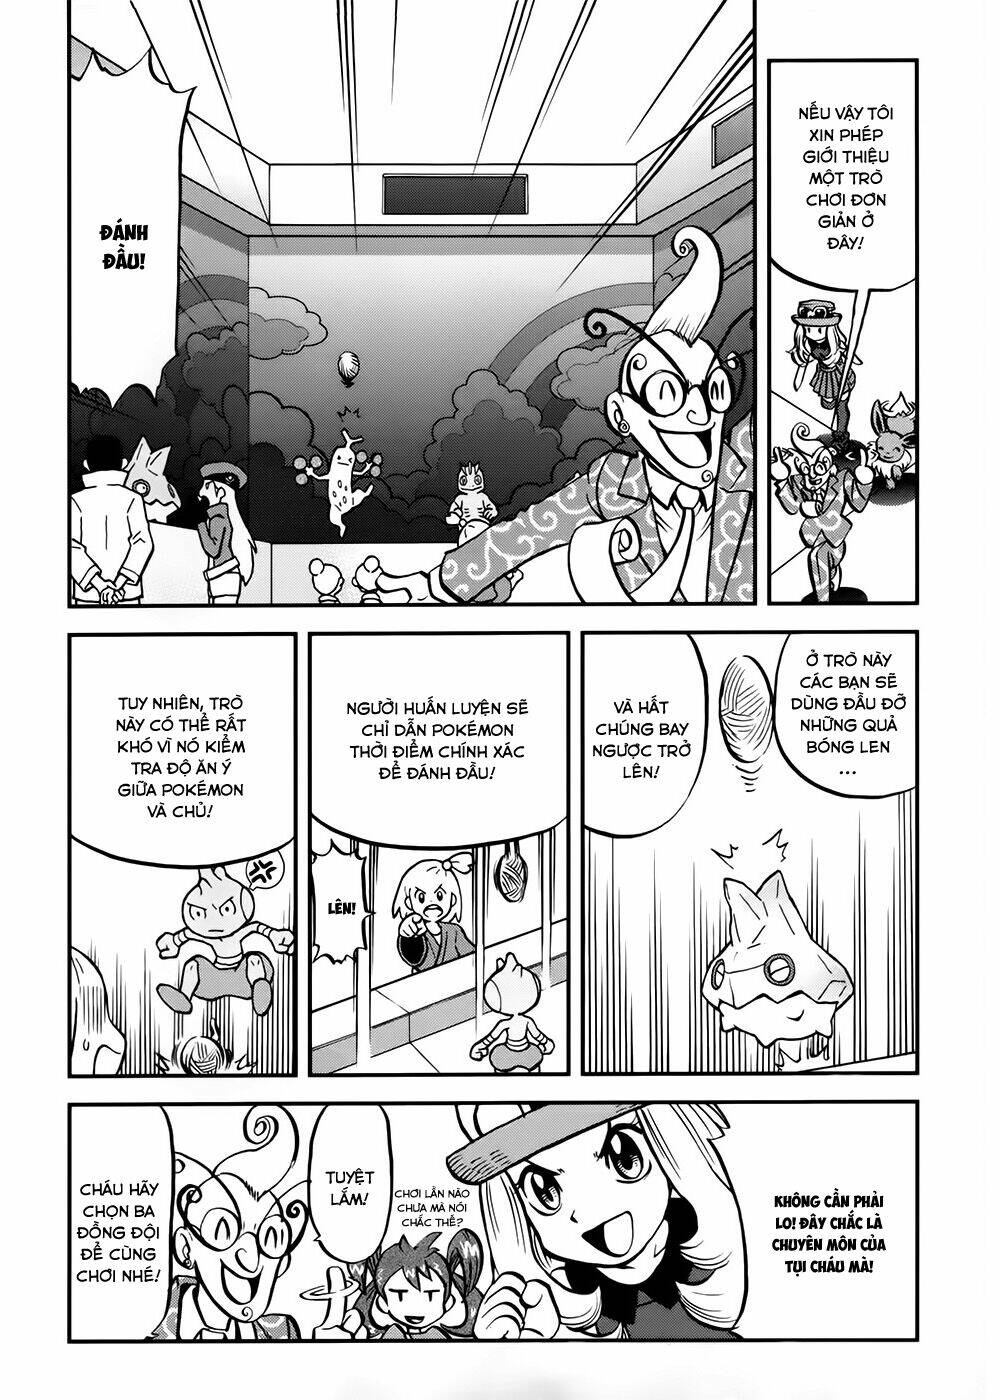 NẾU VẬY TÔI
XIN PHÉP
GIỚI THIỆU
MỘT TRÒ
CHƠI ĐƠN
GIẢN Ở
ĐÂY!
ĐÁNH
ĐẦU!
Ở TRÒ NÀY
CÁC BẠN SẼ
DÙNG ĐẦU ĐỠ
NHỮNG QUẢ
BÓNG LEN
...
VÀ HẤT
CHÚNG BAY
NGƯỢC TRỞ
LÊN!
NGƯỜI HUẤN LUYỆN SẼ
CHỈ DẪN POKÉMON
THỜI ĐIỂM CHÍNH XÁC
ĐỂ ĐÁNH ĐẦU!
LÊN!
TUY NHIÊN, TRÒ
NÀY CÓ THỂ RẤT
KHÓ VÌ NÓ KIỂM
TRA ĐỘ ĂN Ý
GIỮA POKÉMON
VÀ CHỦ!
KHÔNG CẦN PHẢI
LO! ĐÂY CHẮC LÀ
CHUYÊN MÔN CỦA
TỤI CHÁU MÀ!
CHƠI LẦN NÀO
CHƯA MÀ NÓI
CHẮC THẾ?
TUYỆT
LẮM!
CHÁU HÃY
CHỌN BA
ĐỒNG ĐỘI
ĐỂ CÙNG
CHƠI NHÉ!